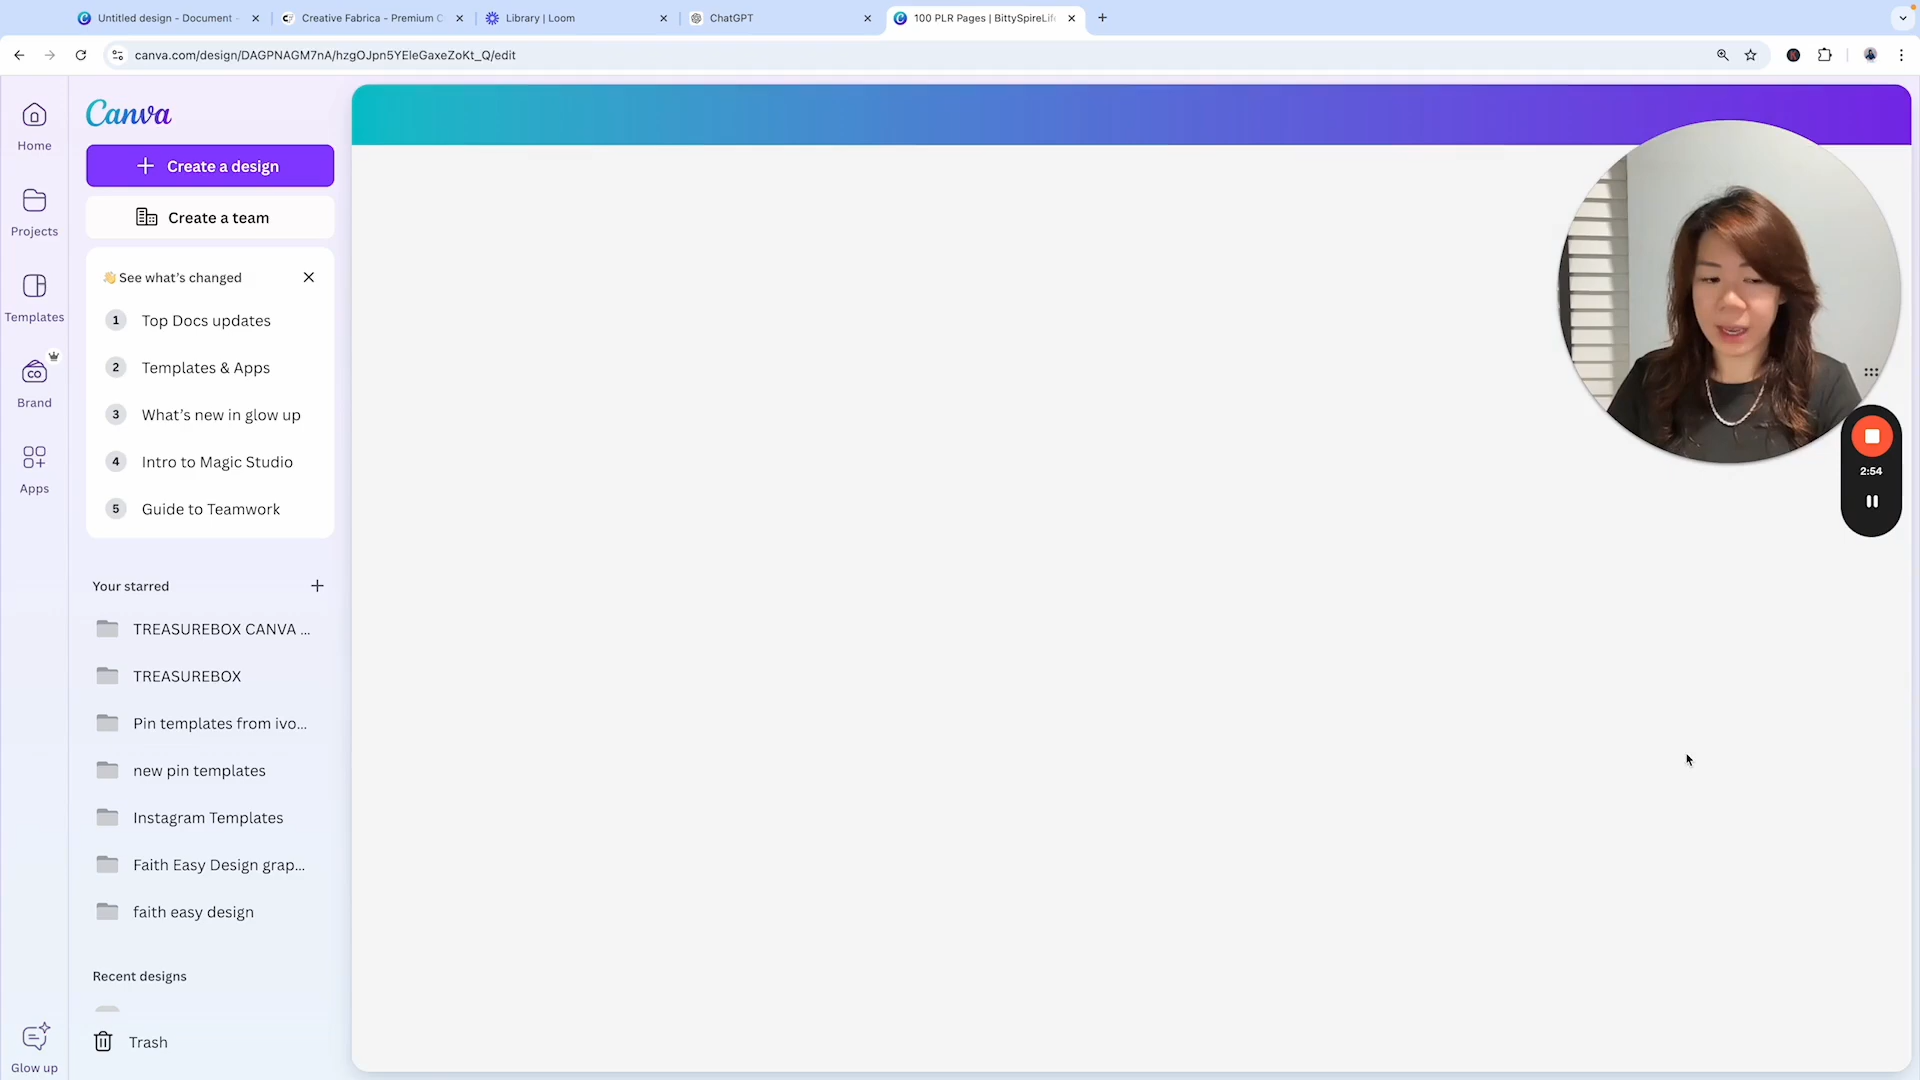 Untitled design - Document -
Creative Fabrica - Premium C
Library | Loom
ChatGPT
100 PLR Pages | BittySpireLif
canva.com/design/DAGPNAGM7nA/hzgOJpn5YEleGaxeZoKt_Q/edit
Home
Projects
Templates
CO
Brand
Apps
Glow up
Canva
Create a design
Create a team
👋 See what's changed
1 Top Docs updates
2 Templates & Apps
3 What's new in glow up
4 Intro to Magic Studio
5 Guide to Teamwork
Your starred
TREASUREBOX CANVA ...
TREASUREBOX
Pin templates from ivo...
new pin templates
Instagram Templates
Faith Easy Design grap...
faith easy design
Recent designs
Trash
2:54